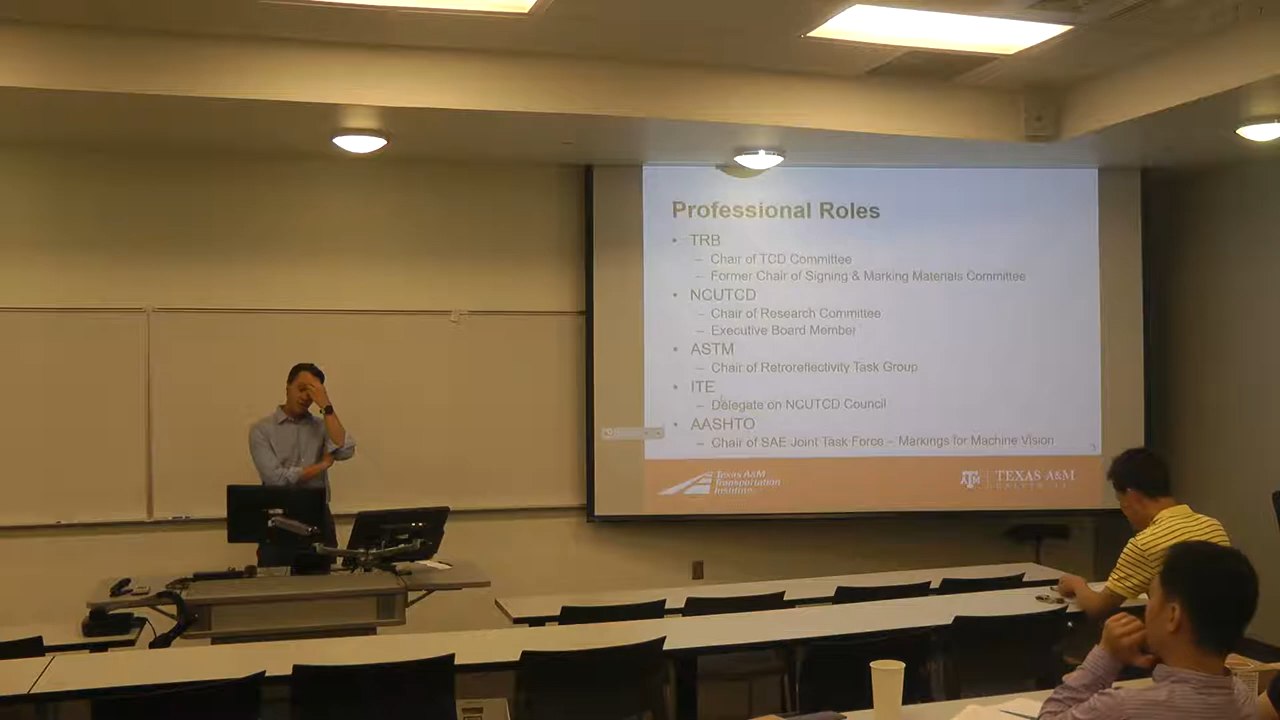 Professional Roles
• TRB
– Chair of TCD Committee
– Former Chair of Signing & Marking Materials Committee
• NCUTCD
– Chair of Research Committee
– Executive Board Member
• ASTM
– Chair of Retroreflectivity Task Group
• ITE
– Delegate on NCUTCD Council
• AASHTO
– Chair of SAE Joint Task Force – Markings for Machine Vision
Texas A&M
Transportation
Institute
TEXAS A&M